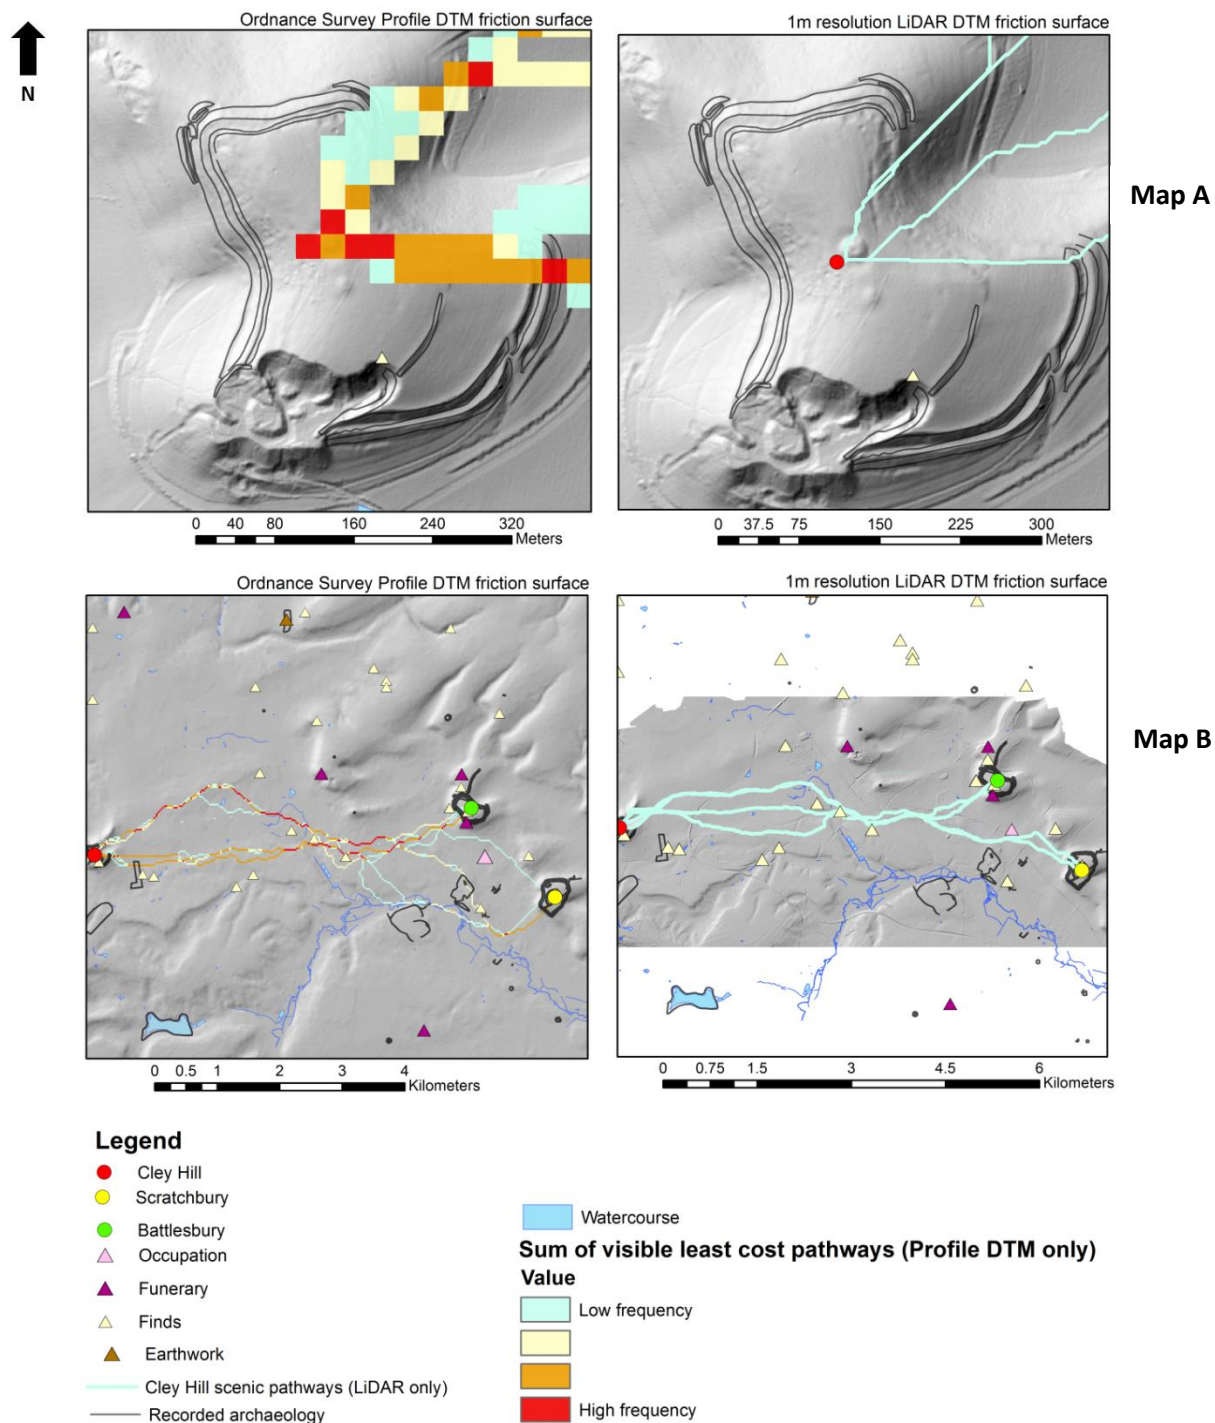 Ordnance Survey Profile DTM friction surface
1m resolution LiDAR DTM friction surface
N
Map A
0 40 80 160 240 320
Meters
0 37.5 75 150 225 300
Meters
Ordnance Survey Profile DTM friction surface
1m resolution LiDAR DTM friction surface
Map B
0 0.5 1 2 3 4
Kilometers
0 0.75 1.5 3 4.5 6
Kilometers
Legend
Cley Hill
Scratchbury
Battlesbury
Occupation
Funerary
Finds
Earthwork
Cley Hill scenic pathways (LiDAR only)
Recorded archaeology
Watercourse
Sum of visible least cost pathways (Profile DTM only)
Value
Low frequency
High frequency